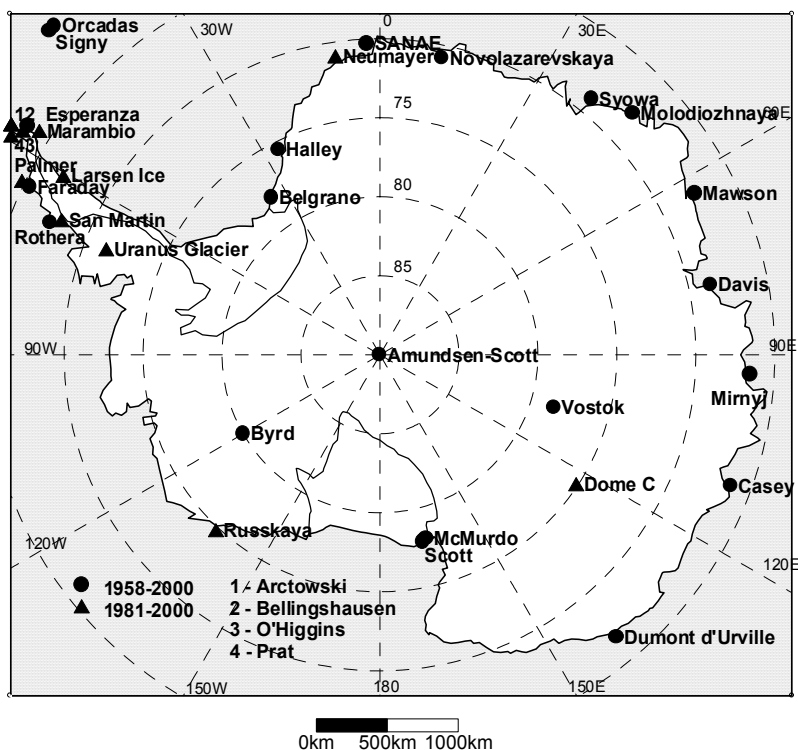 0
Orcadas
30W
30E
Signy
SANAE
Neumayer
Novolazarevskaya
75
Syowa
12 Esperanza
Molodiozhnaya
60E
Marambio
43
Halley
Palmer
Larsen Ice
Faraday
80
Belgrano
Mawson
San Martin
Rothera
Uranus Glacier
85
Davis
90W
Amundsen-Scott
90E
Mirnyj
Vostok
Byrd
Dome C
Casey
Russkaya
McMurdo
120W
Scott
120E
1958-2000
1981-2000
1 - Arctowski
2 - Bellingshausen
3 - O'Higgins
4 - Prat
Dumont d'Urville
150W
180
150E
0km 500km 1000km